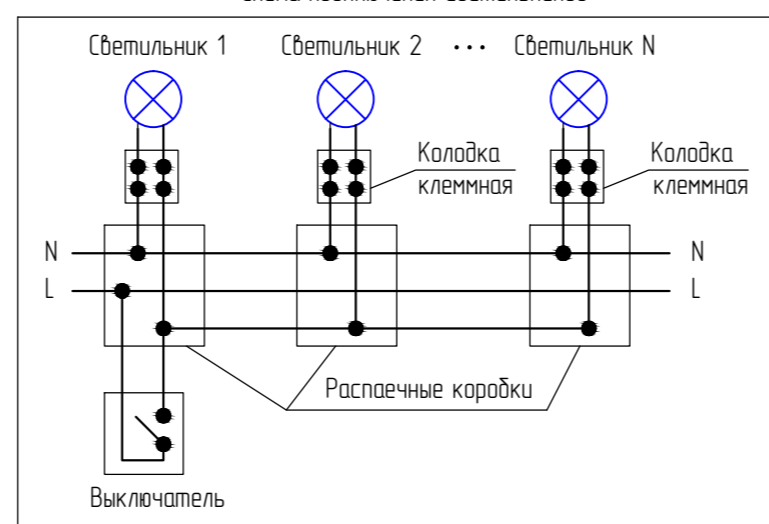 Светильник 1 Светильник 2 ... Светильник N
Колодка
клеммная
Колодка
клеммная
N N
L L
Распаечные коробки
Выключатель